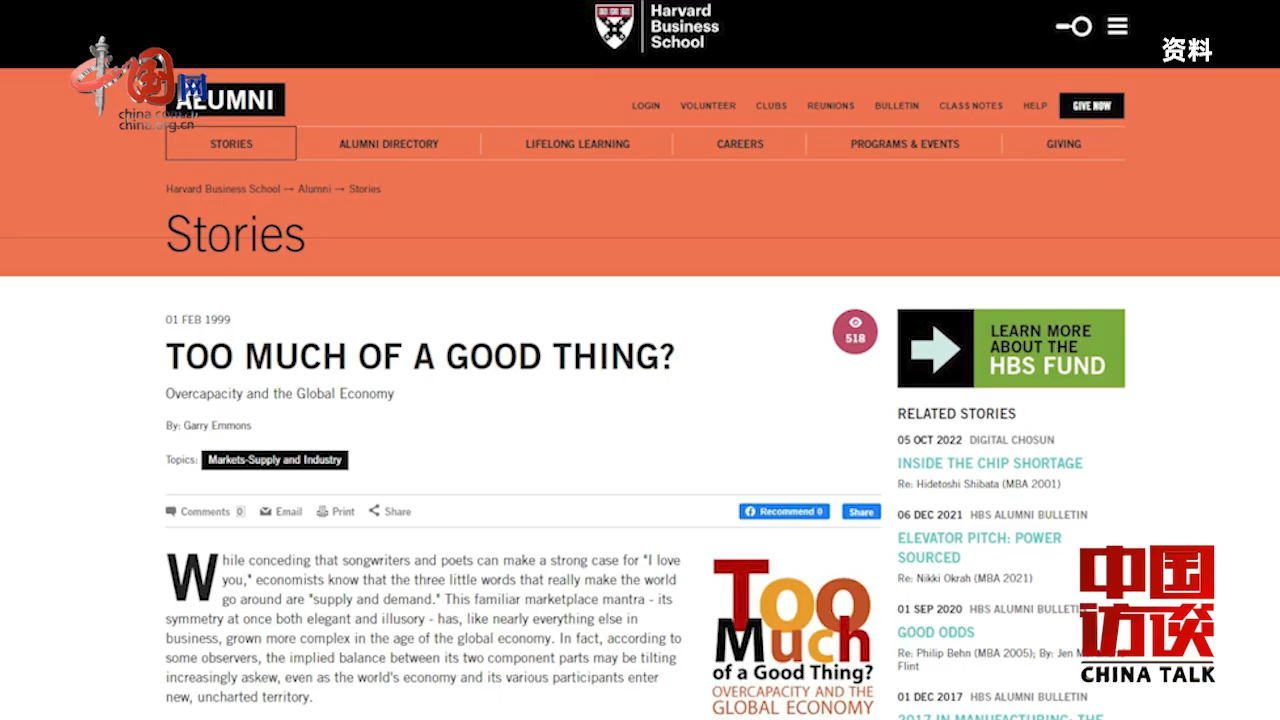 Harvard
Business
School
资料
中国网
china.com.cn
china.org.cn
ALUMNI
LOGIN VOLUNTEER CLUBS REUNIONS BULLETIN CLASS NOTES HELP GIVE NOW
STORIES ALUMNI DIRECTORY LIFELONG LEARNING CAREERS PROGRAMS & EVENTS GIVING
Harvard Business School → Alumni → Stories
Stories
01 FEB 1999
518
TOO MUCH OF A GOOD THING?
Overcapacity and the Global Economy
By: Garry Emmons
Topics: Markets-Supply and Industry
Comments 0 Email Print Share Recommend 0 Share
While conceding that songwriters and poets can make a strong case for "I love
you," economists know that the three little words that really make the world
go around are "supply and demand." This familiar marketplace mantra - its
symmetry at once both elegant and illusory - has, like nearly everything else in
business, grown more complex in the age of the global economy. In fact, according to
some observers, the implied balance between its two component parts may be tilting
increasingly askew, even as the world's economy and its various participants enter
new, uncharted territory.
Too
Much
of a Good Thing?
OVERCAPACITY AND THE
GLOBAL ECONOMY
LEARN MORE
ABOUT THE
HBS FUND
RELATED STORIES
05 OCT 2022 DIGITAL CHOSUN
INSIDE THE CHIP SHORTAGE
Re: Hidetoshi Shibata (MBA 2001)
06 DEC 2021 HBS ALUMNI BULLETIN
ELEVATOR PITCH: POWER
SOURCED
Re: Nikki Okrah (MBA 2021)
01 SEP 2020 HBS ALUMNI BULLETIN
GOOD ODDS
Re: Philip Behn (MBA 2005); By: Jen
Flint
01 DEC 2017 HBS ALUMNI BULLETIN
2017 IN MANUFACTURING: THE
中国
访谈
CHINA TALK